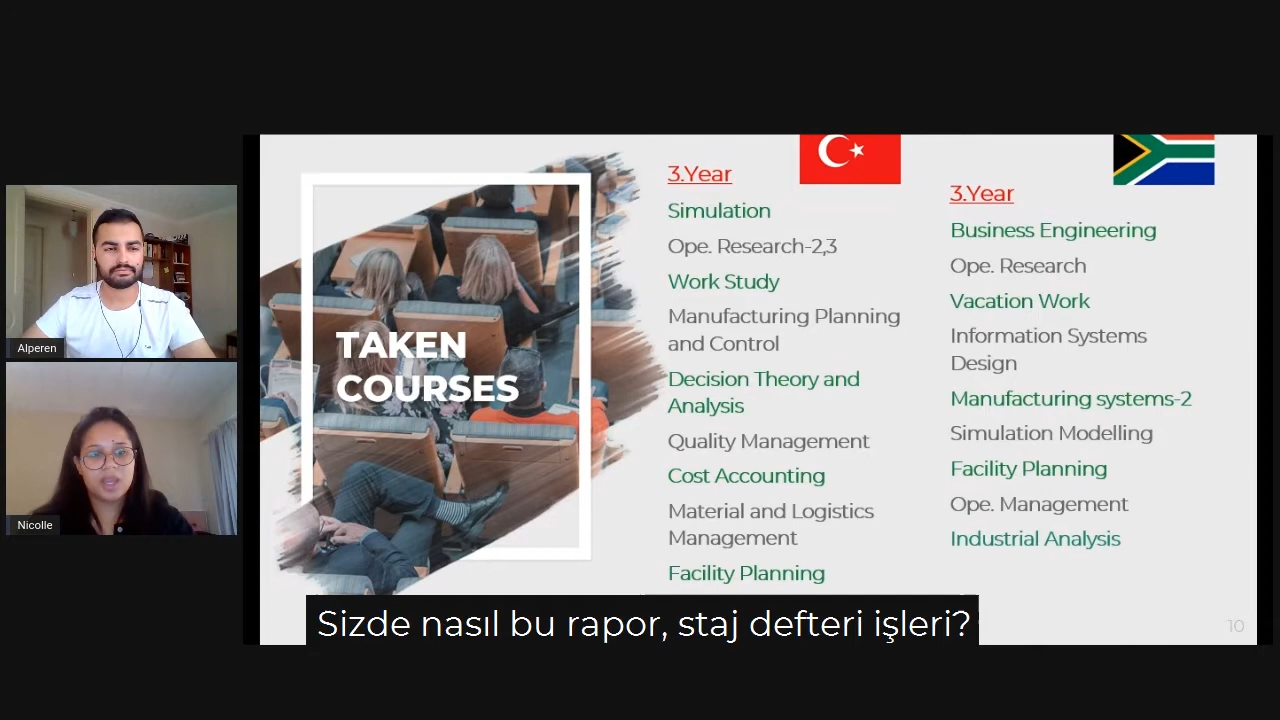 Alperen
Nicolle
TAKEN
COURSES
3.Year
Simulation
Ope. Research-2,3
Work Study
Manufacturing Planning
and Control
Decision Theory and
Analysis
Quality Management
Cost Accounting
Material and Logistics
Management
Facility Planning
3.Year
Business Engineering
Ope. Research
Vacation Work
Information Systems
Design
Manufacturing systems-2
Simulation Modelling
Facility Planning
Ope. Management
Industrial Analysis
Sizde nasıl bu rapor, staj defteri işleri?
10